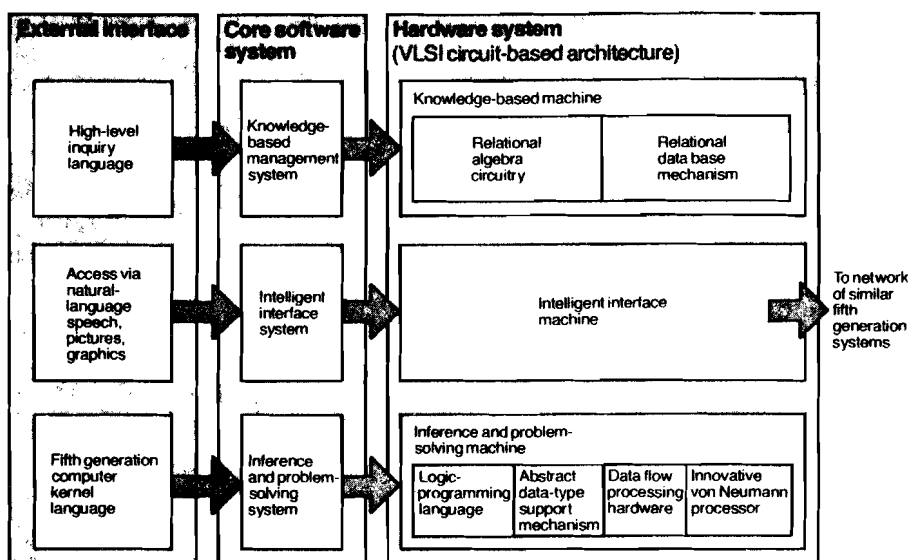 External interface
Core software
system
Hardware system
(VLSI circuit-based architecture)
High-level
inquiry
language
Knowledge-
based
management
system
Knowledge-based machine
Relational
algebra
circuitry
Relational
data base
mechanism
Access via
natural-
language
speech,
pictures,
graphics
Intelligent
interface
system
Intelligent interface
machine
To network
of similar
fifth
generation
systems
Fifth generation
computer
kernel
language
Inference
and problem-
solving
system
Inference and problem-
solving machine
Logic-
programming
language
Abstract
data-type
support
mechanism
Data flow
processing
hardware
Innovative
von Neumann
processor